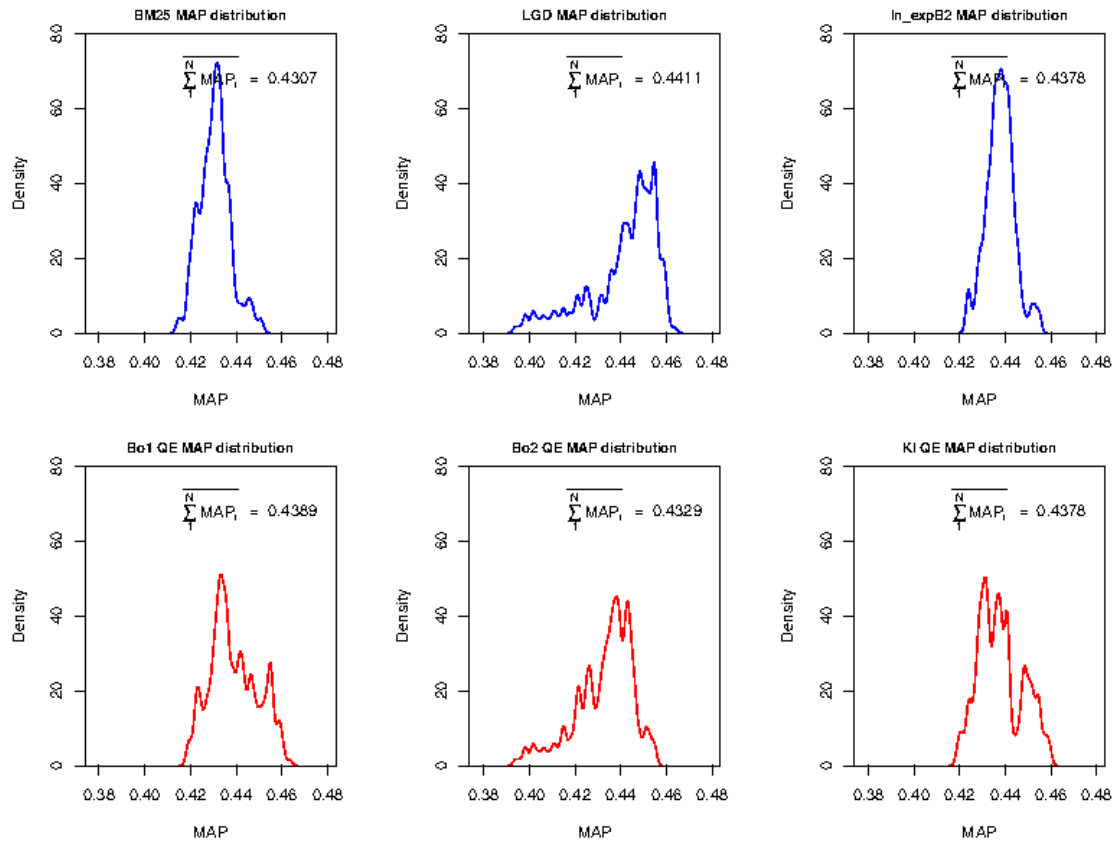 BM25 MAP distribution
80
60
40
20
0
Density
N
∑ MAPi = 0.4307
1
0.38 0.40 0.42 0.44 0.46 0.48
MAP
LGD MAP distribution
80
60
40
20
0
Density
N
∑ MAPi = 0.4411
1
0.38 0.40 0.42 0.44 0.46 0.48
MAP
In_expB2 MAP distribution
80
60
40
20
0
Density
N
∑ MAPi = 0.4378
1
0.38 0.40 0.42 0.44 0.46 0.48
MAP
Bo1 QE MAP distribution
80
60
40
20
0
Density
N
∑ MAPi = 0.4389
1
0.38 0.40 0.42 0.44 0.46 0.48
MAP
Bo2 QE MAP distribution
80
60
40
20
0
Density
N
∑ MAPi = 0.4329
1
0.38 0.40 0.42 0.44 0.46 0.48
MAP
Kl QE MAP distribution
80
60
40
20
0
Density
N
∑ MAPi = 0.4378
1
0.38 0.40 0.42 0.44 0.46 0.48
MAP